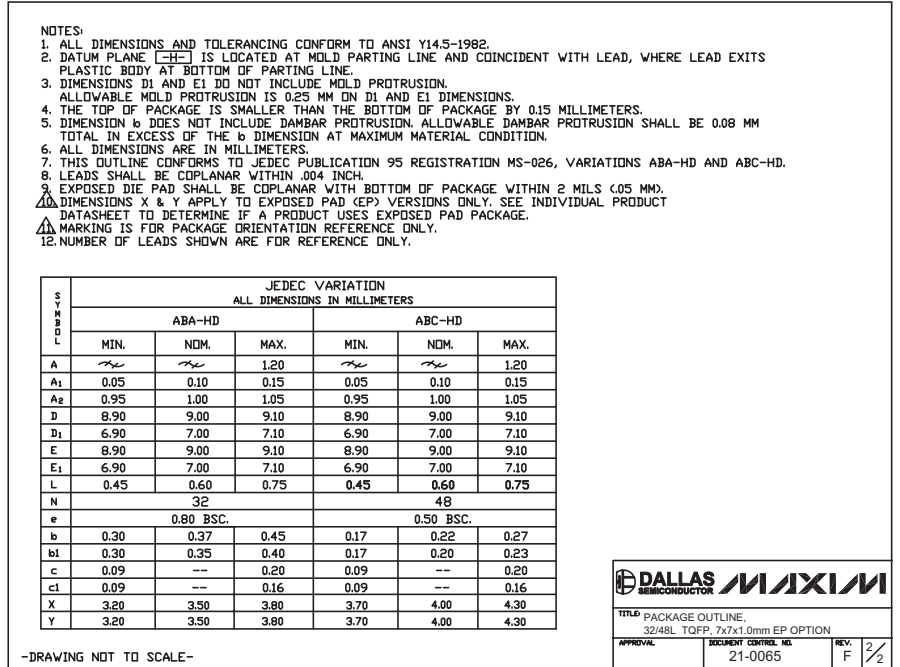 NOTES:
1. ALL DIMENSIONS AND TOLERANCING CONFORM TO ANSI Y14.5-1982.
2. DATUM PLANE -H- IS LOCATED AT MOLD PARTING LINE AND COINCIDENT WITH LEAD, WHERE LEAD EXITS
PLASTIC BODY AT BOTTOM OF PARTING LINE.
3. DIMENSIONS D1 AND E1 DO NOT INCLUDE MOLD PROTRUSION.
ALLOWABLE MOLD PROTRUSION IS 0.25 MM ON D1 AND E1 DIMENSIONS.
4. THE TOP OF PACKAGE IS SMALLER THAN THE BOTTOM OF PACKAGE BY 0.15 MILLIMETERS.
5. DIMENSION b DOES NOT INCLUDE DAMBAR PROTRUSION. ALLOWABLE DAMBAR PROTRUSION SHALL BE 0.08 MM
TOTAL IN EXCESS OF THE b DIMENSION AT MAXIMUM MATERIAL CONDITION.
6. ALL DIMENSIONS ARE IN MILLIMETERS.
7. THIS OUTLINE CONFORMS TO JEDEC PUBLICATION 95 REGISTRATION MS-026, VARIATIONS ABA-HD AND ABC-HD.
8. LEADS SHALL BE COPLANAR WITHIN .004 INCH.
9. EXPOSED DIE PAD SHALL BE COPLANAR WITH BOTTOM OF PACKAGE WITHIN 2 MILS (.05 MM).
10. DIMENSIONS X & Y APPLY TO EXPOSED PAD (EP) VERSIONS ONLY. SEE INDIVIDUAL PRODUCT
DATASHEET TO DETERMINE IF A PRODUCT USES EXPOSED PAD PACKAGE.
11. MARKING IS FOR PACKAGE ORIENTATION REFERENCE ONLY.
12. NUMBER OF LEADS SHOWN ARE FOR REFERENCE ONLY.
SYMBOL
JEDEC VARIATION
ALL DIMENSIONS IN MILLIMETERS
ABA-HD ABC-HD
MIN. NOM. MAX. MIN. NOM. MAX.
A 1.20 1.20
A1 0.05 0.10 0.15 0.05 0.10 0.15
A2 0.95 1.00 1.05 0.95 1.00 1.05
D 8.90 9.00 9.10 8.90 9.00 9.10
D1 6.90 7.00 7.10 6.90 7.00 7.10
E 8.90 9.00 9.10 8.90 9.00 9.10
E1 6.90 7.00 7.10 6.90 7.00 7.10
L 0.45 0.60 0.75 0.45 0.60 0.75
N 32 48
e 0.80 BSC. 0.50 BSC.
b 0.30 0.37 0.45 0.17 0.22 0.27
b1 0.30 0.35 0.40 0.17 0.20 0.23
c 0.09 -- 0.20 0.09 -- 0.20
c1 0.09 -- 0.16 0.09 -- 0.16
X 3.20 3.50 3.80 3.70 4.00 4.30
Y 3.20 3.50 3.80 3.70 4.00 4.30
-DRAWING NOT TO SCALE-
DALLAS SEMICONDUCTOR MAXIM
TITLE: PACKAGE OUTLINE,
32/48L TQFP, 7x7x1.0mm EP OPTION
APPROVAL DOCUMENT CONTROL NO. REV.
21-0065 F 2/2